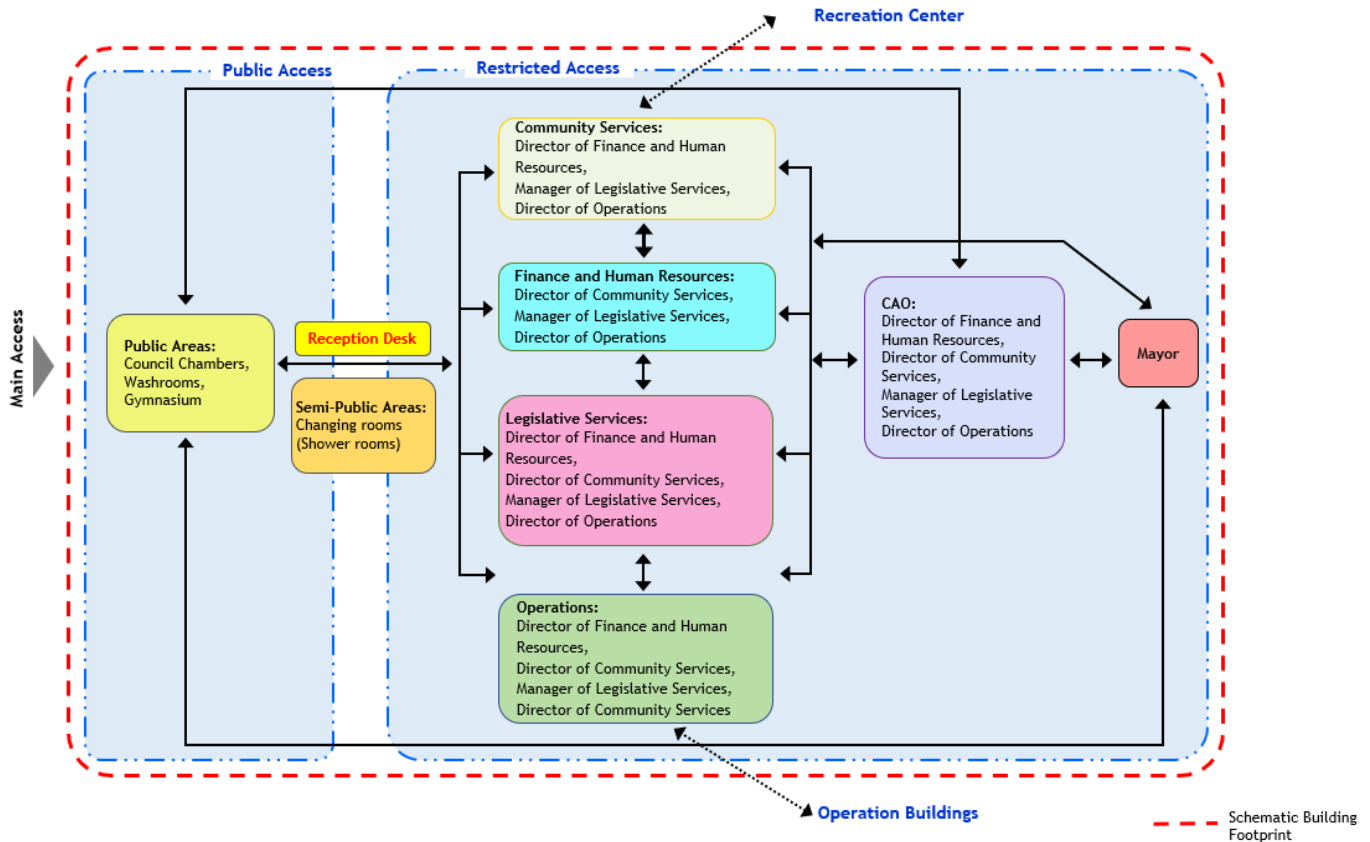 Recreation Center
Public Access
Restricted Access
Main Access
Public Areas:
Council Chambers,
Washrooms,
Gymnasium
Reception Desk
Semi-Public Areas:
Changing rooms
(Shower rooms)
Community Services:
Director of Finance and Human
Resources,
Manager of Legislative Services,
Director of Operations
Finance and Human Resources:
Director of Community Services,
Manager of Legislative Services,
Director of Operations
Legislative Services:
Director of Finance and Human
Resources,
Director of Community Services,
Manager of Legislative Services,
Director of Operations
Operations:
Director of Finance and Human
Resources,
Director of Community Services,
Manager of Legislative Services,
Director of Community Services
CAO:
Director of Finance and
Human Resources,
Director of Community
Services,
Manager of Legislative
Services,
Director of Operations
Mayor
Operation Buildings
Schematic Building
Footprint